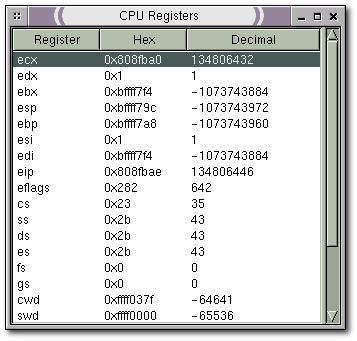 CPU Registers
Register Hex Decimal
ecx 0x808fba0 134806432
edx 0x1 1
ebx 0xbffff7f4 -1073743884
esp 0xbffff79c -1073743972
ebp 0xbffff7a8 -1073743960
esi 0x1 1
edi 0xbffff7f4 -1073743884
eip 0x808fbae 134806446
eflags 0x282 642
cs 0x23 35
ss 0x2b 43
ds 0x2b 43
es 0x2b 43
fs 0x0 0
gs 0x0 0
cwd 0xffff037f -64641
swd 0xffff0000 -65536